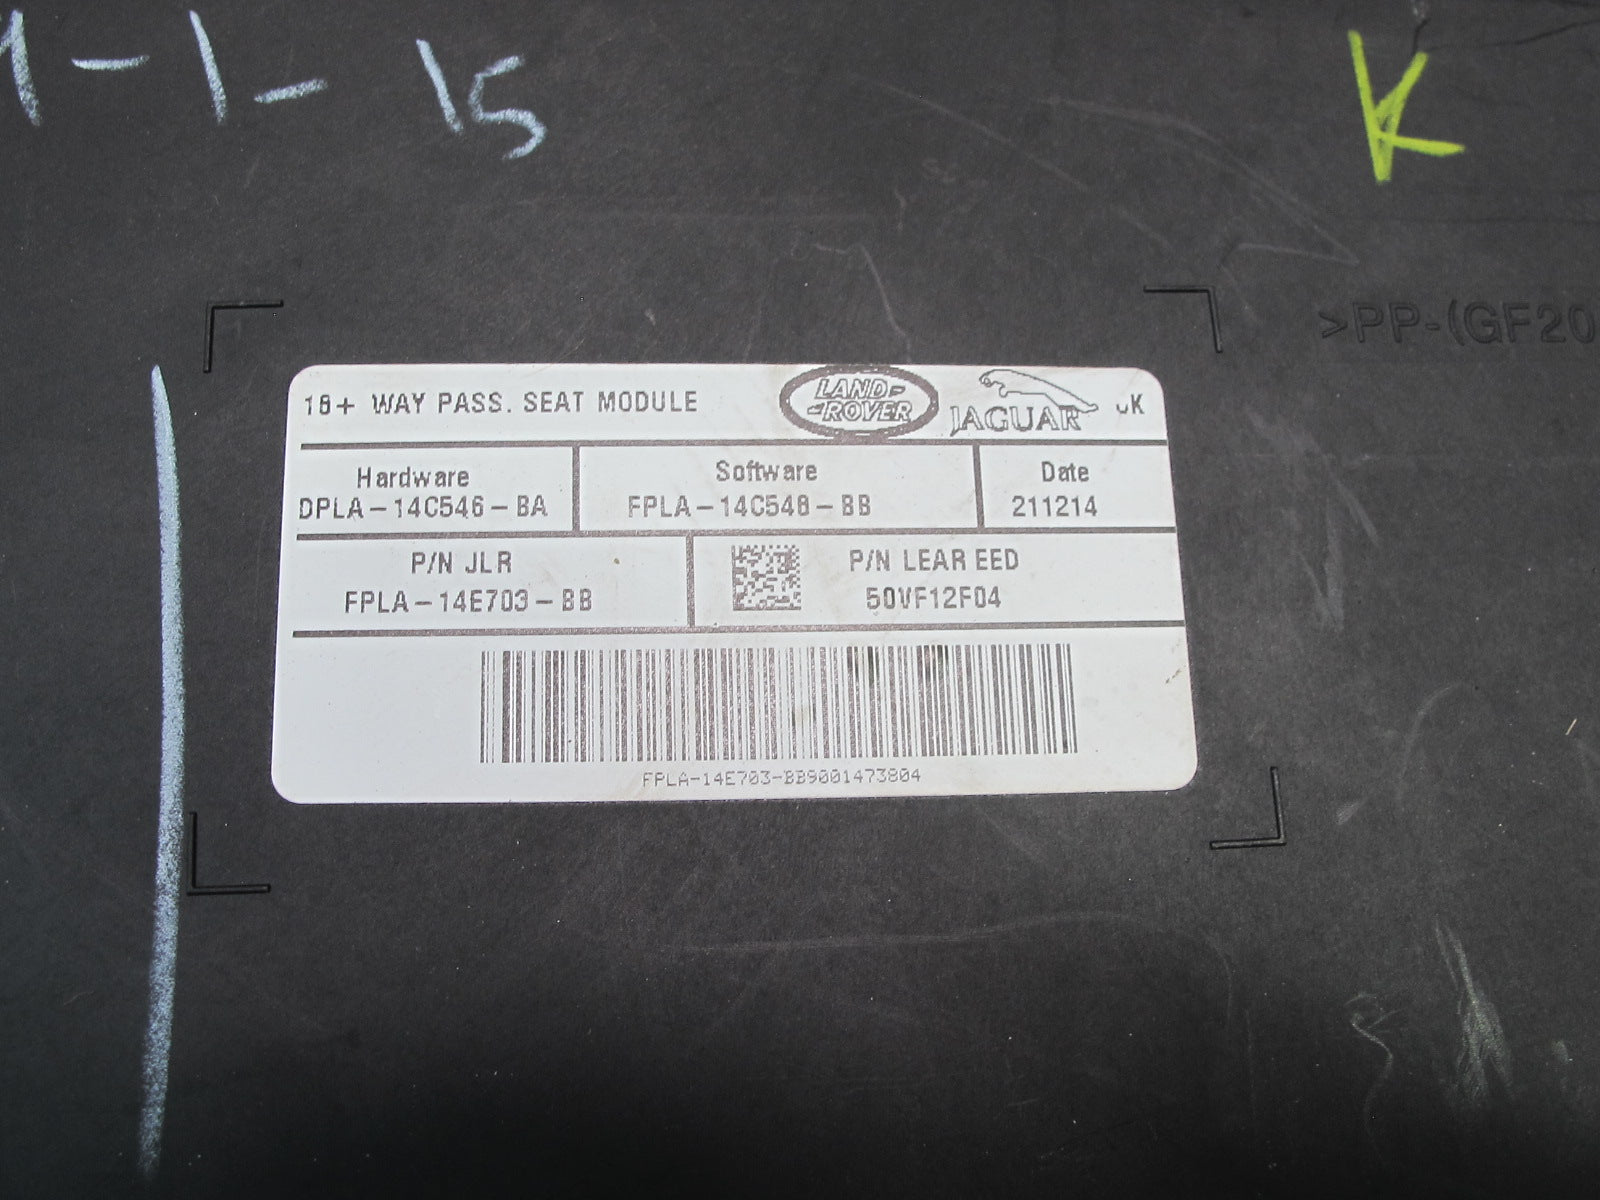 1-1-15
K
>PP-(GF20
18+ WAY PASS. SEAT MODULE
LAND-
-ROVER
JAGUAR
OK
Hardware
Software
Date
DPLA-14C546-BA
FPLA-14C548-BB
211214
P/N JLR
P/N LEAR EED
FPLA-14E703-BB
50VF12F04
FPLA-14E703-BB9001473804